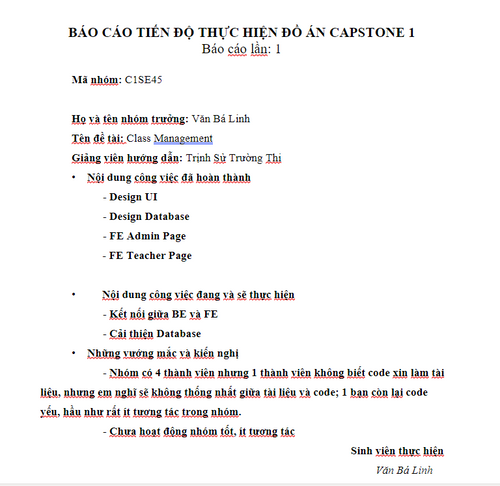 BÁO CÁO TIẾN ĐỘ THỰC HIỆN ĐỒ ÁN CAPSTONE 1
Báo cáo lần: 1
Mã nhóm: C1SE45
Họ và tên nhóm trưởng: Văn Bá Linh
Tên đề tài: Class Management
Giảng viên hướng dẫn: Trịnh Sử Trường Thi
• Nội dung công việc đã hoàn thành
- Design UI
- Design Database
- FE Admin Page
- FE Teacher Page
• Nội dung công việc đang và sẽ thực hiện
- Kết nối giữa BE và FE
- Cải thiện Database
• Những vướng mắc và kiến nghị
- Nhóm có 4 thành viên nhưng 1 thành viên không biết code xin làm tài
liệu, nhưng em nghĩ sẽ không thống nhất giữa tài liệu và code; 1 bạn còn lại code
yếu, hầu như rất ít tương tác trong nhóm.
- Chưa hoạt động nhóm tốt, ít tương tác
Sinh viên thực hiện
Văn Bá Linh